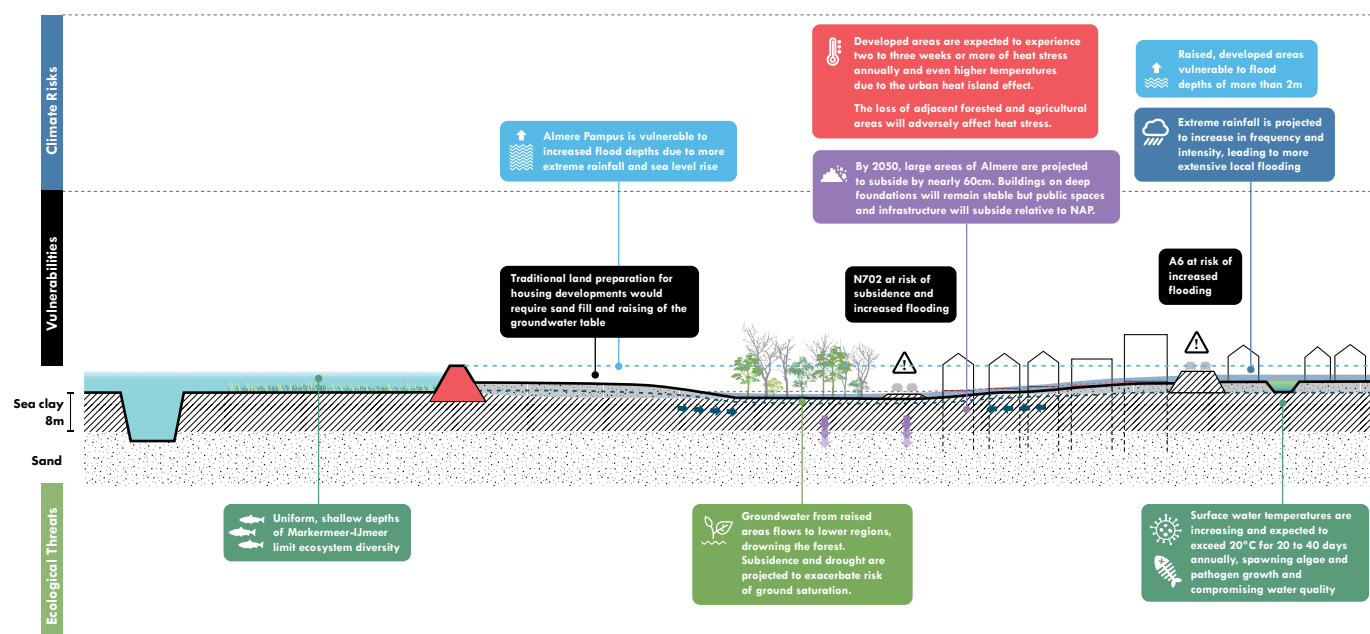 Climate Risks
Vulnerabilities
Ecological Threats
Developed areas are expected to experience
two to three weeks or more of heat stress
annually and even higher temperatures
due to the urban heat island effect.
The loss of adjacent forested and agricultural
areas will adversely affect heat stress.
Raised, developed areas
vulnerable to flood
depths of more than 2m
Almere Pampus is vulnerable to
increased flood depths due to more
extreme rainfall and sea level rise
Extreme rainfall is projected
to increase in frequency and
intensity, leading to more
extensive local flooding
By 2050, large areas of Almere are projected
to subside by nearly 60cm. Buildings on deep
foundations will remain stable but public spaces
and infrastructure will subside relative to NAP.
Traditional land preparation for
housing developments would
require sand fill and raising of the
groundwater table
N702 at risk of
subsidence and
increased flooding
A6 at risk of
increased
flooding
!
!
Sea clay
8m
Sand
Uniform, shallow depths
of Markermeer-IJmeer
limit ecosystem diversity
Groundwater from raised
areas flows to lower regions,
drowning the forest.
Subsidence and drought are
projected to exacerbate risk
of ground saturation.
Surface water temperatures are
increasing and expected to
exceed 20°C for 20 to 40 days
annually, spawning algae and
pathogen growth and
compromising water quality